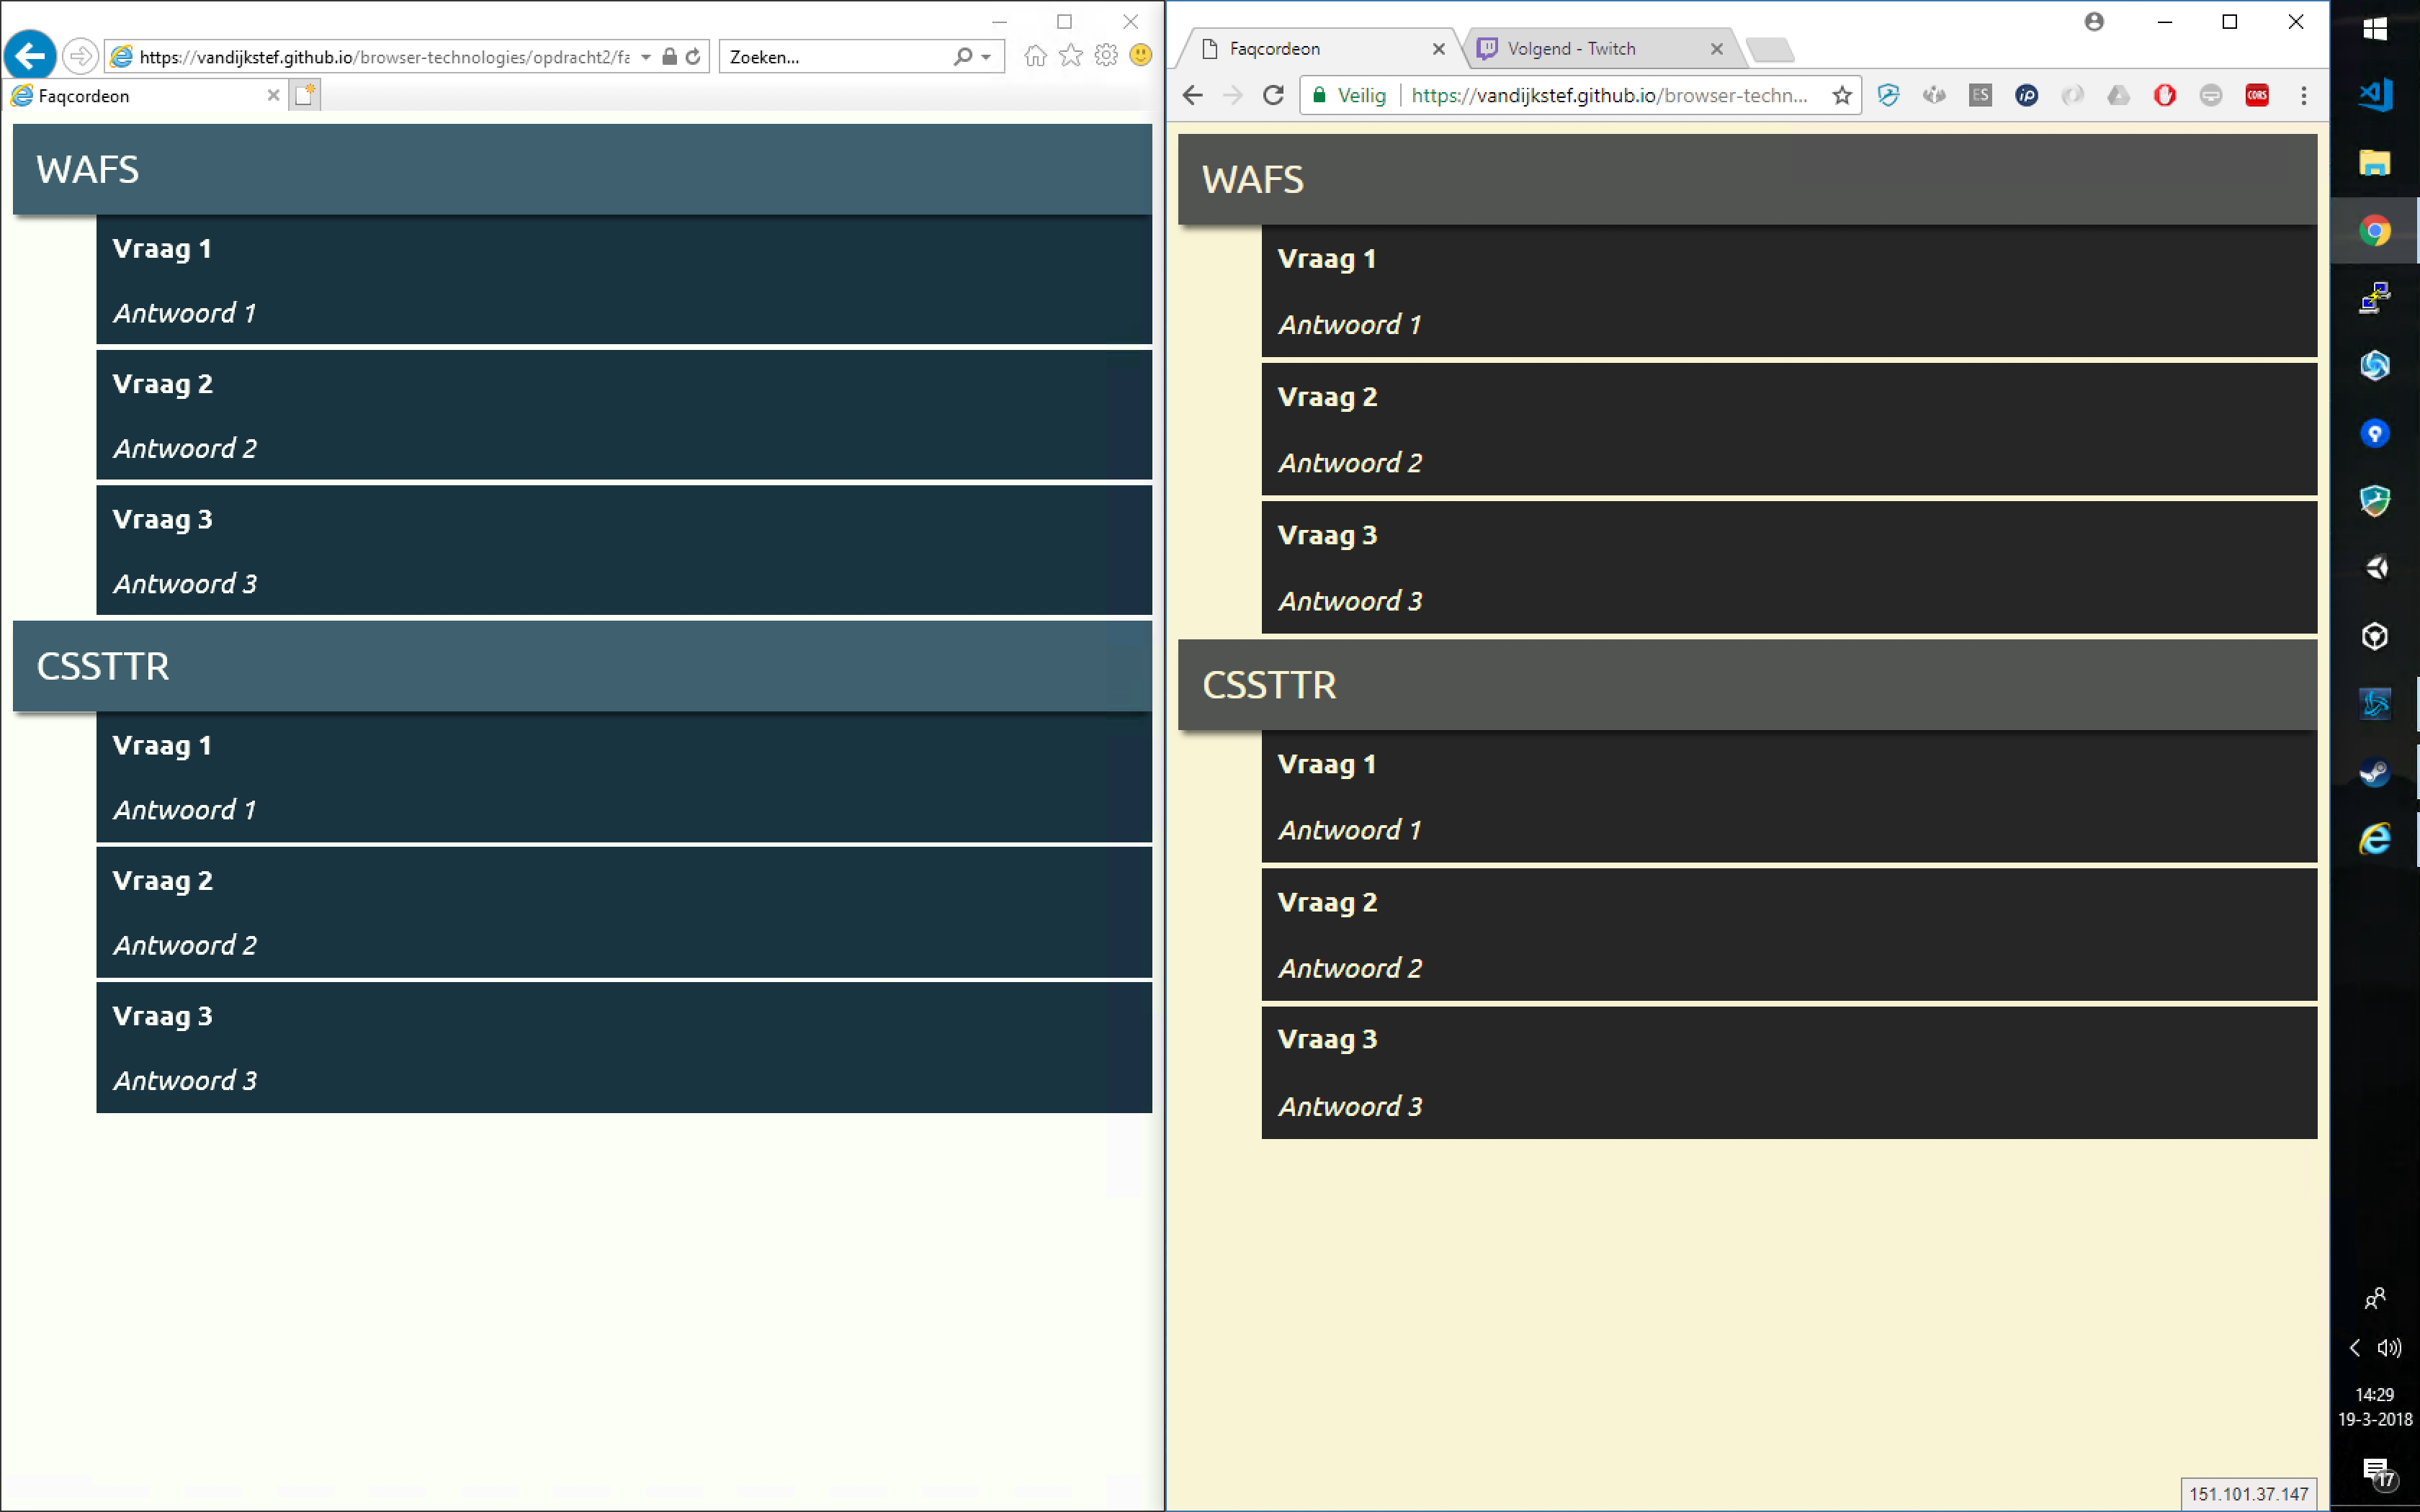 https://vandijkstef.github.io/browser-technologies/opdracht2/fa
Zoeken...
Faqcordeon
WAFS
Vraag 1
Antwoord 1
Vraag 2
Antwoord 2
Vraag 3
Antwoord 3
CSSTTR
Vraag 1
Antwoord 1
Vraag 2
Antwoord 2
Vraag 3
Antwoord 3
Faqcordeon
Volgend - Twitch
Veilig
https://vandijkstef.github.io/browser-techn...
ES
ip
CORS
WAFS
Vraag 1
Antwoord 1
Vraag 2
Antwoord 2
Vraag 3
Antwoord 3
CSSTTR
Vraag 1
Antwoord 1
Vraag 2
Antwoord 2
Vraag 3
Antwoord 3
151.101.37.147
14:29
19-3-2018
17